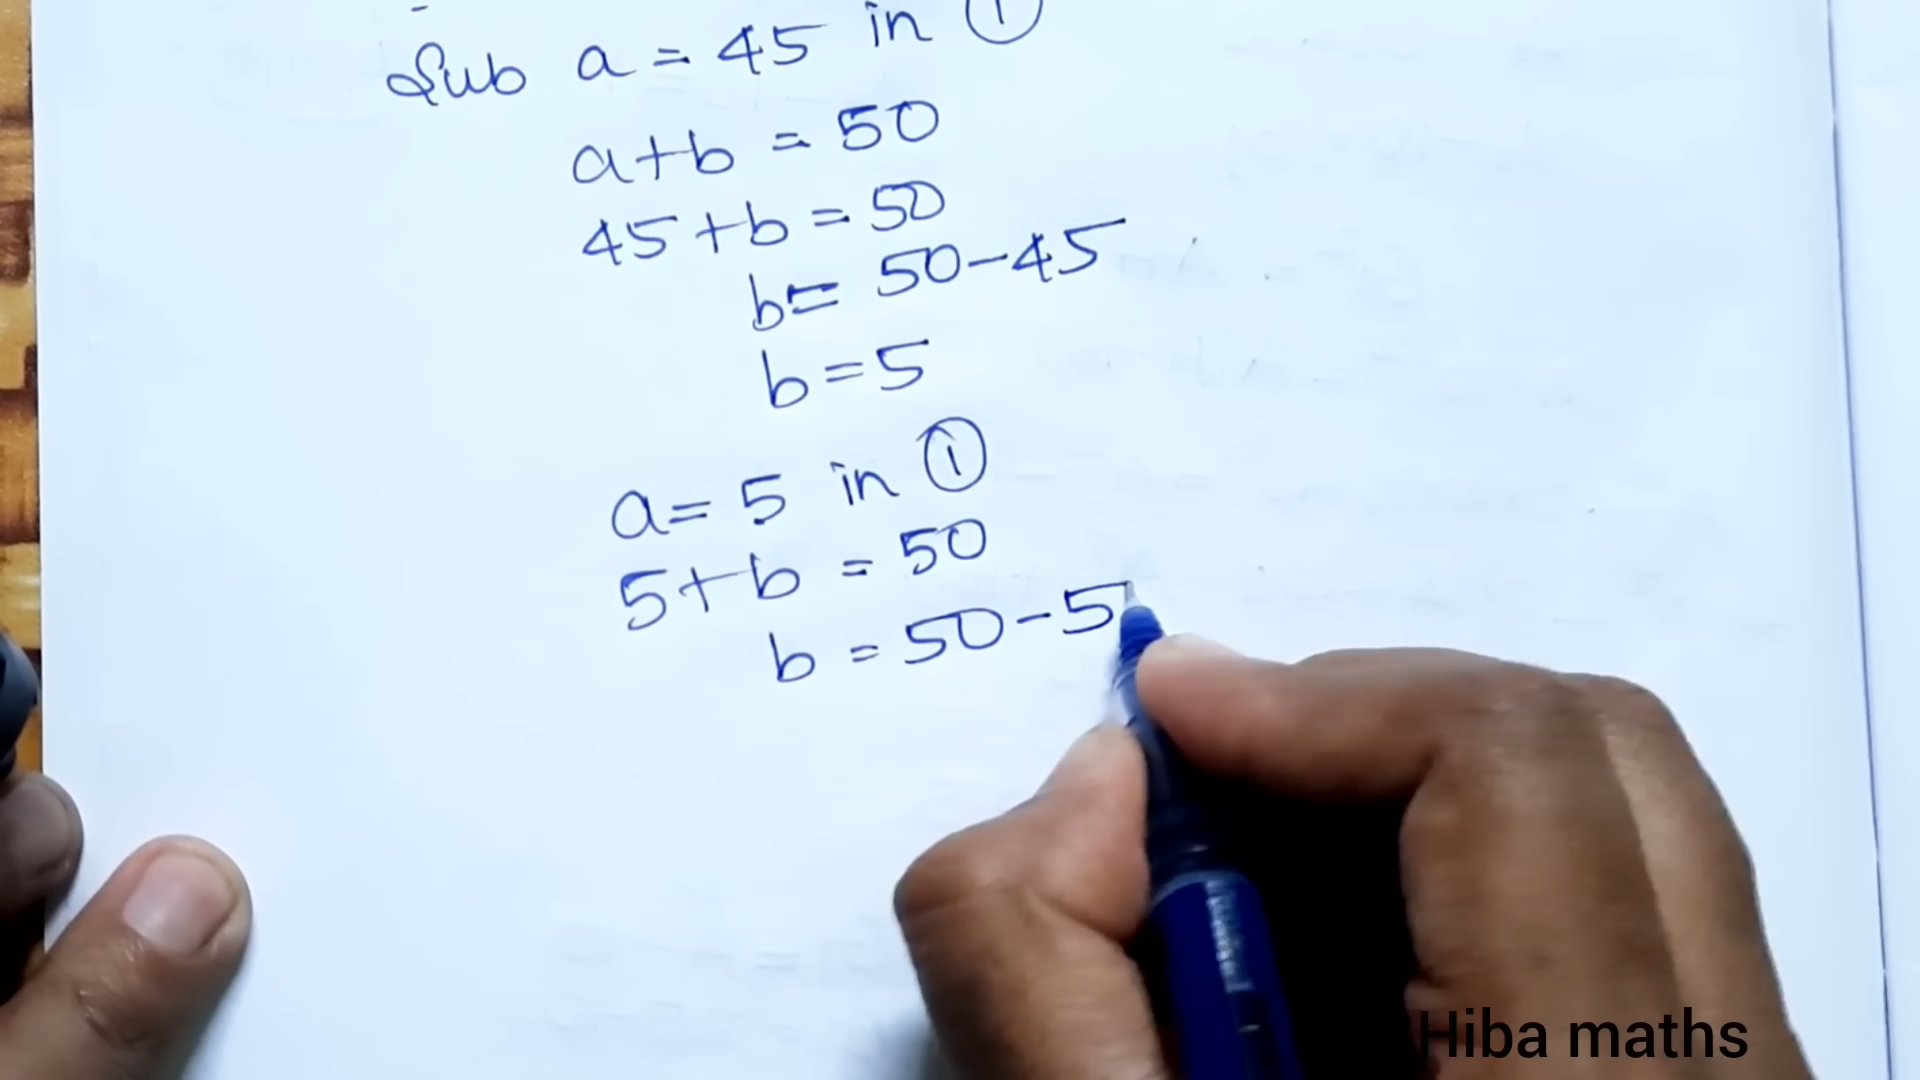 Sub a = 45 in ①
a+b = 50
45+b = 50
b= 50-45
b=5
a= 5 in ①
5+b = 50
b = 50-5
Hiba maths